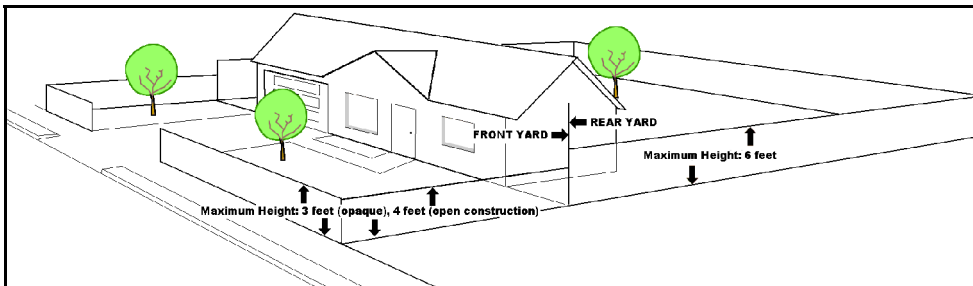 FRONT YARD
REAR YARD
Maximum Height: 6 feet
Maximum Height: 3 feet (opaque), 4 feet (open construction)